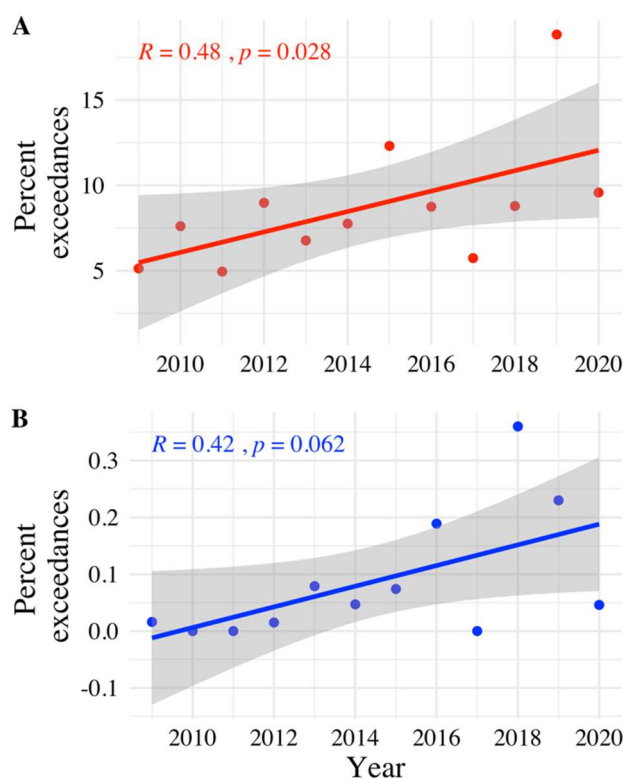 A
R = 0.48 , p = 0.028
Percent
exceedances
15
10
5
2010 2012 2014 2016 2018 2020
B
R = 0.42 , p = 0.062
Percent
exceedances
0.3
0.2
0.1
0.0
-0.1
2010 2012 2014 2016 2018 2020
Year